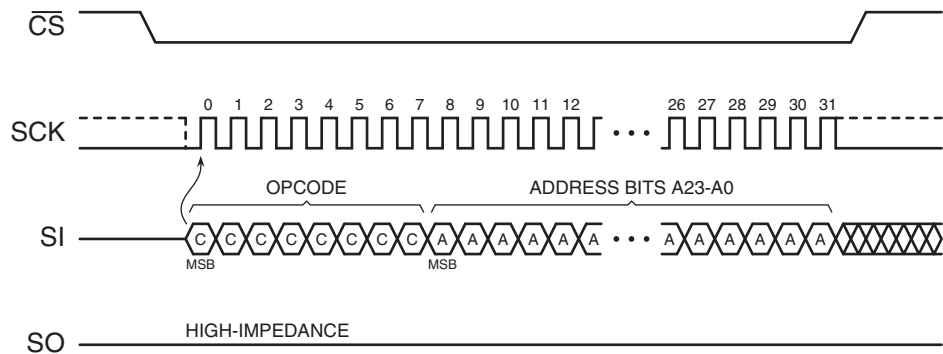 CS
0 1 2 3 4 5 6 7 8 9 10 11 12 26 27 28 29 30 31
SCK
OPCODE ADDRESS BITS A23-A0
SI C C C C C C C C A A A A A A A A A A A A
MSB MSB
HIGH-IMPEDANCE
SO